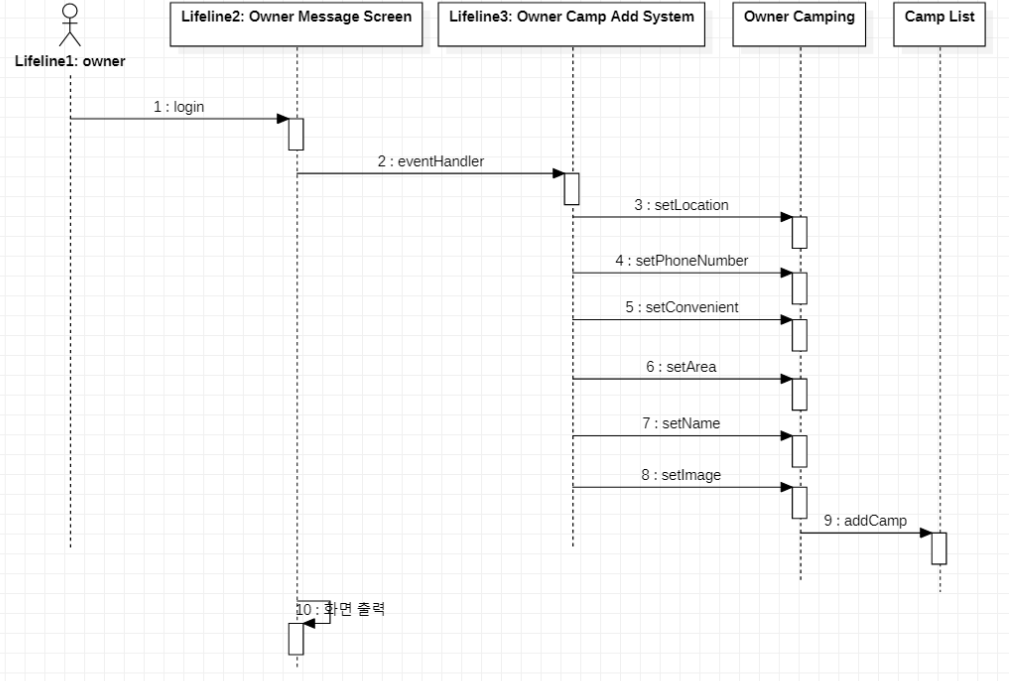 Lifeline1: owner
Lifeline2: Owner Message Screen
Lifeline3: Owner Camp Add System
Owner Camping
Camp List
1 : login
2 : eventHandler
3 : setLocation
4 : setPhoneNumber
5 : setConvenient
6 : setArea
7 : setName
8 : setImage
9 : addCamp
10 : 화면 출력